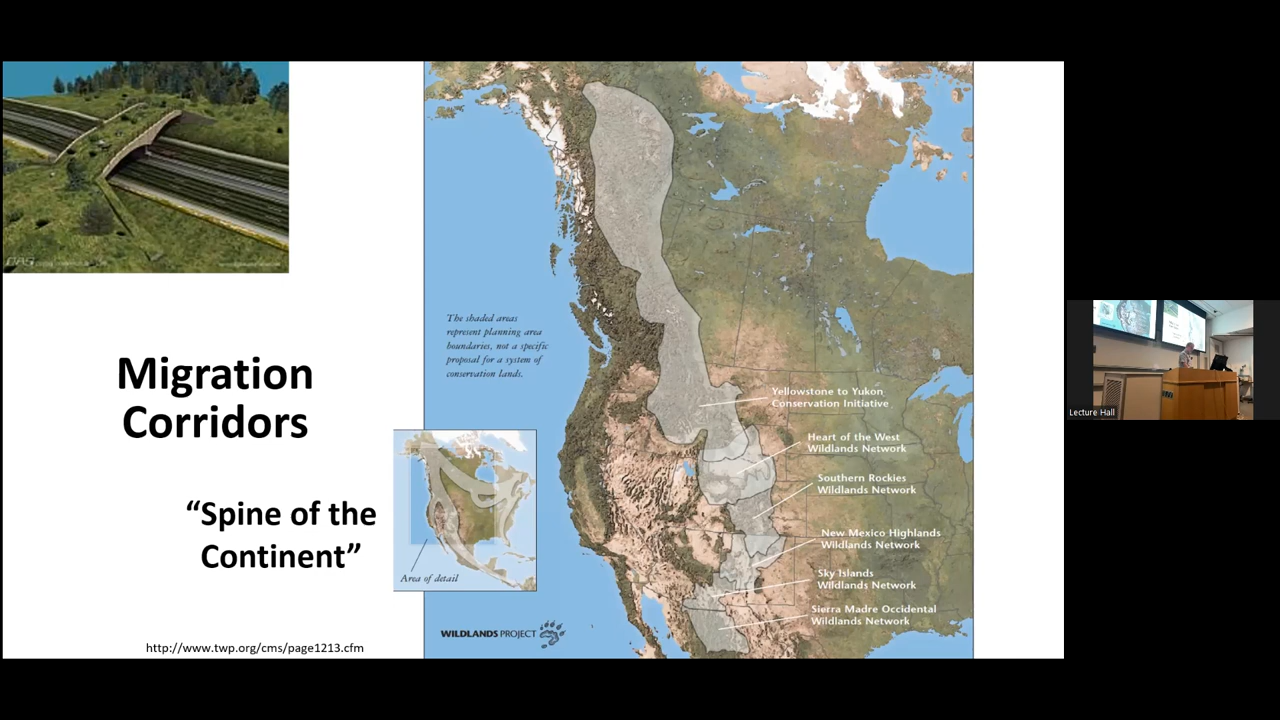 Migration
Corridors
“Spine of the
Continent”
http://www.twp.org/cms/page1213.cfm
The shaded areas
represent planning area
boundaries, not a specific
proposal for a system of
conservation lands.
Area of detail
WILDLANDS PROJECT
Yellowstone to Yukon
Conservation Initiative
Heart of the West
Wildlands Network
Southern Rockies
Wildlands Network
New Mexico Highlands
Wildlands Network
Sky Islands
Wildlands Network
Sierra Madre Occidental
Wildlands Network
Lecture Hall